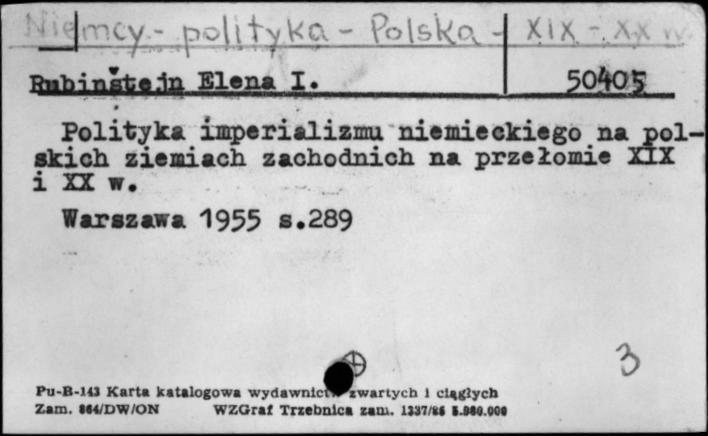 Niemcy - polityka - Polska - XIX - XX w.
Rubinštejn Elena I. 50405
Polityka imperializmu niemieckiego na pol-
skich ziemiach zachodnich na przełomie XIX
i XX w.
Warszawa 1955 s.289
3
Pu-B-143 Karta katalogowa wydawnictw zwartych i ciągłych
Zam. 864/DW/ON WZGraf Trzebnica zam. 1337/86 5.980.000